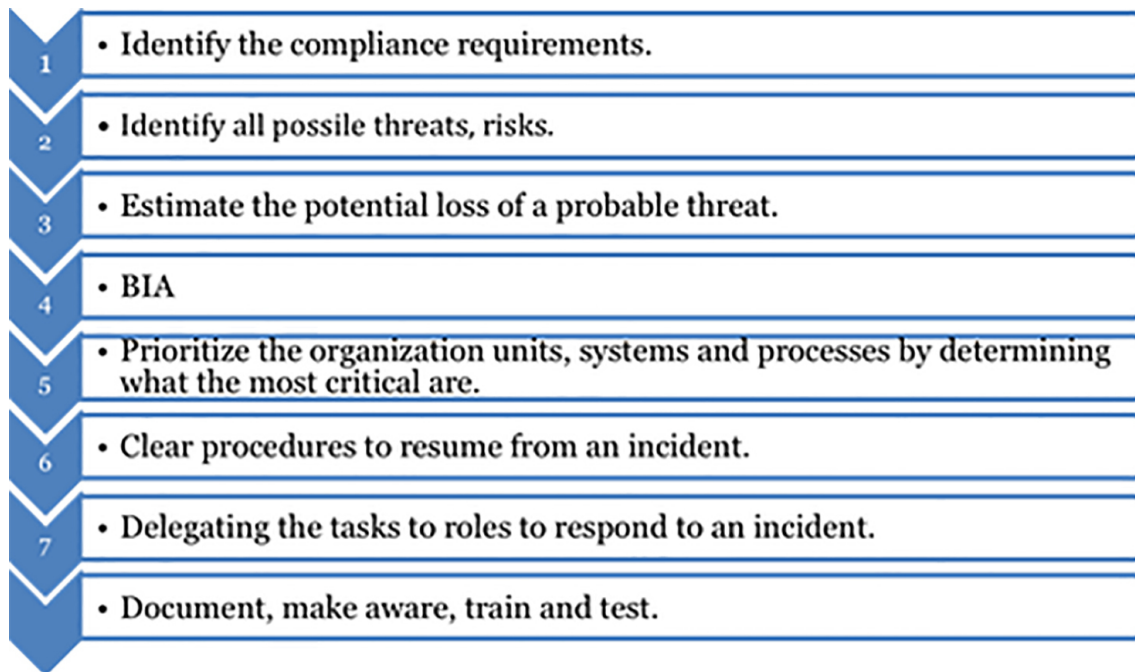 1
• Identify the compliance requirements.
2
• Identify all possile threats, risks.
3
• Estimate the potential loss of a probable threat.
4
• BIA
5
• Prioritize the organization units, systems and processes by determining
what the most critical are.
6
• Clear procedures to resume from an incident.
7
• Delegating the tasks to roles to respond to an incident.
• Document, make aware, train and test.